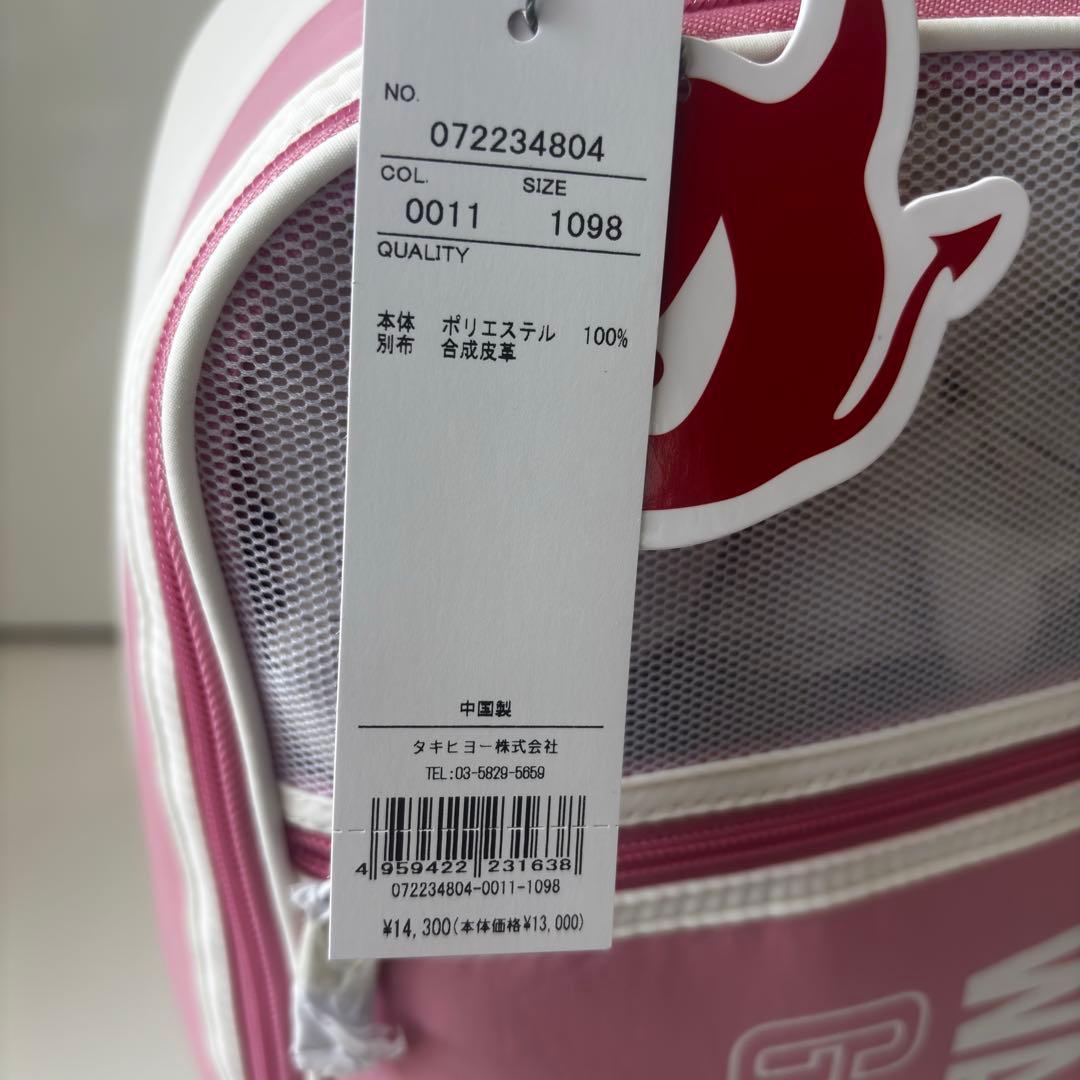 NO.
072234804
COL. SIZE
0011 1098
QUALITY
本体 ポリエステル 100%
別布 合成皮革
中国製
タキヒヨー株式会社
TEL:03-5829-5659
4 959422 231638
072234804-0011-1098
¥14,300(本体価格¥13,000)